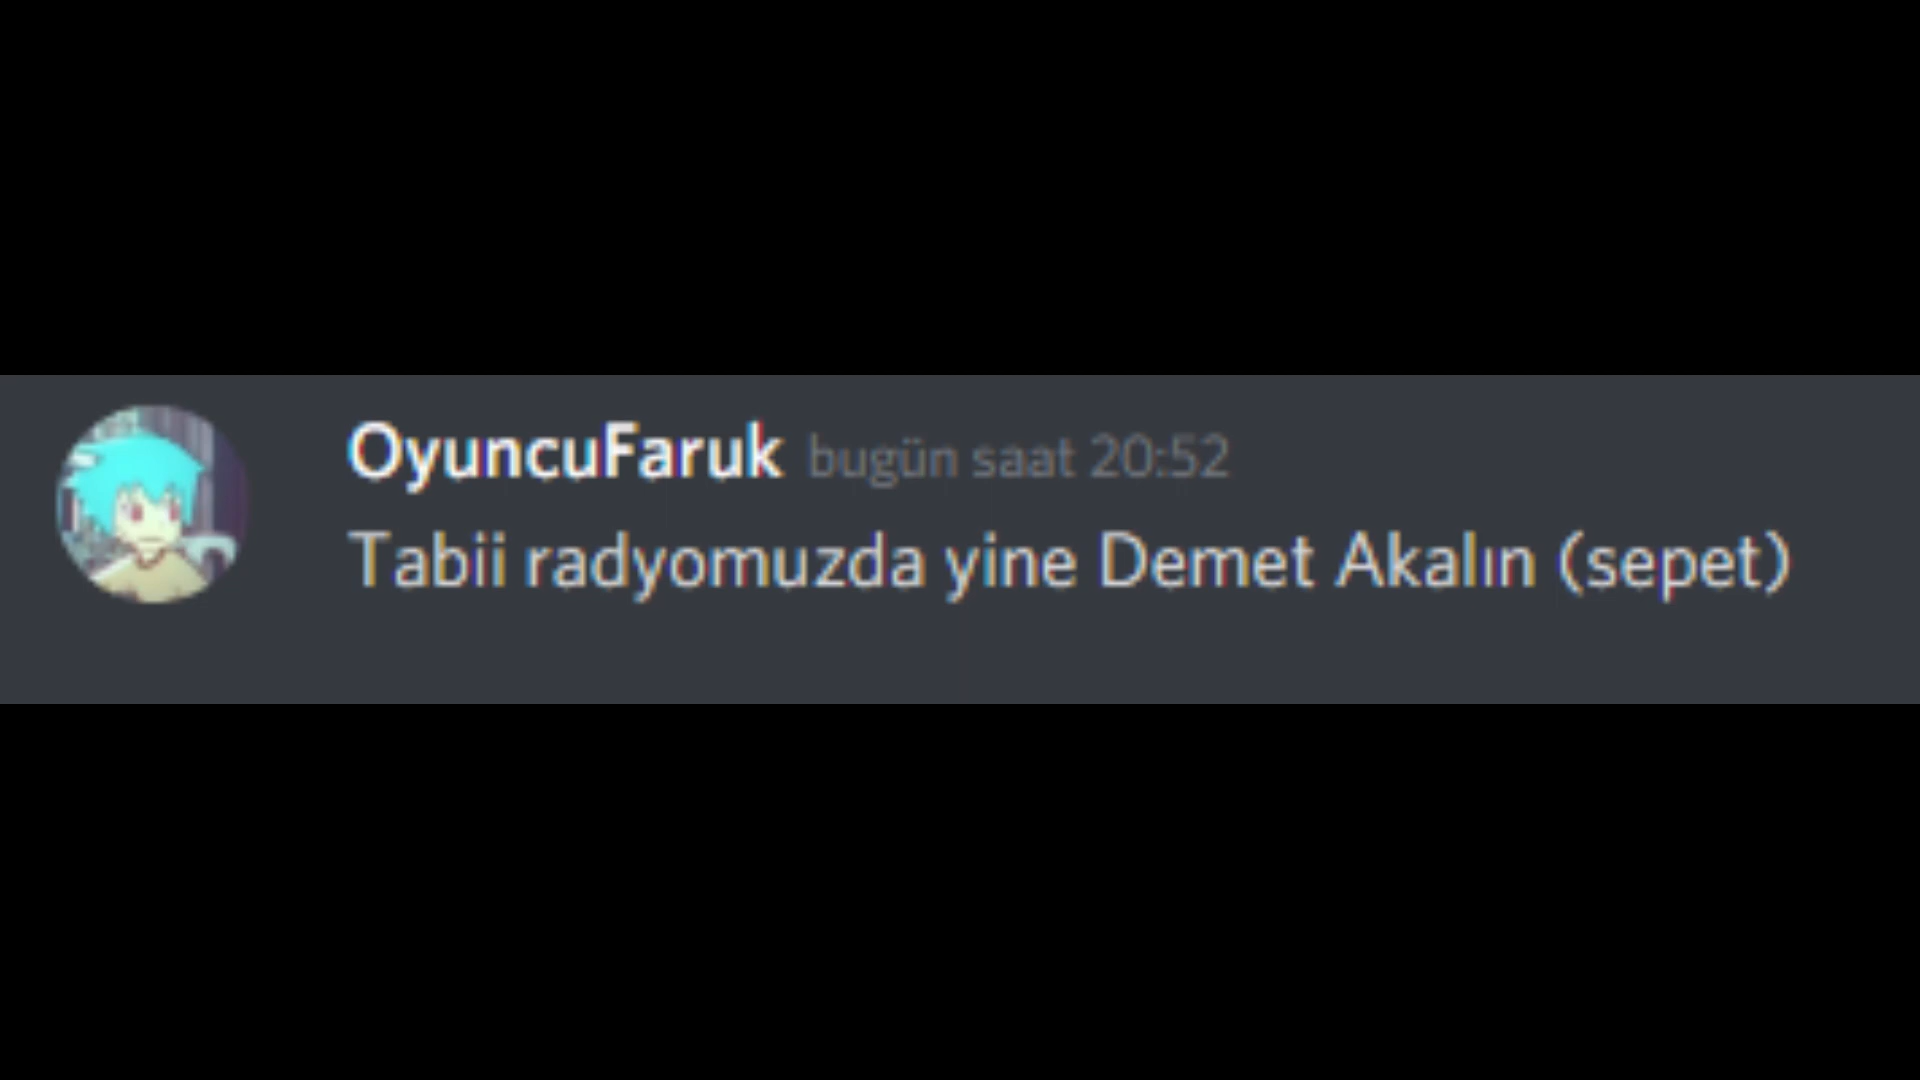 OyuncuFaruk bugün saat 20:52
Tabii radyomuzda yine Demet Akalın (sepet)